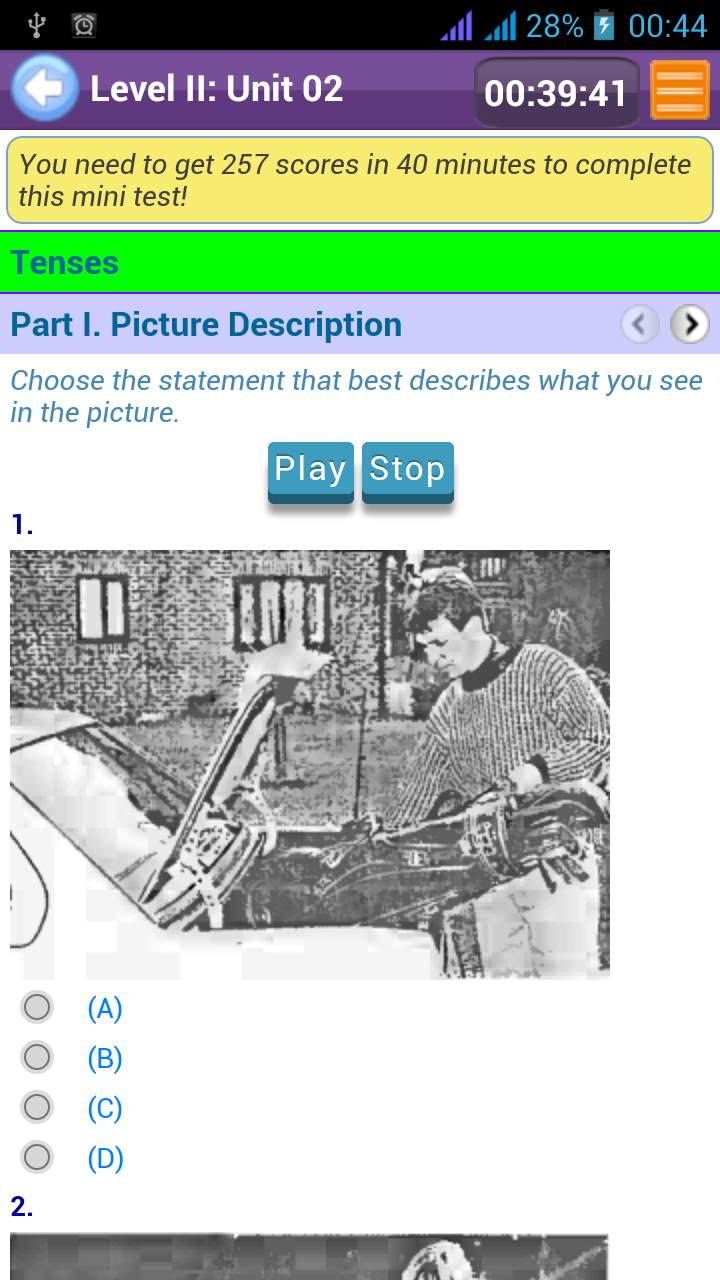 28% 00:44
Level II: Unit 02 00:39:41
You need to get 257 scores in 40 minutes to complete
this mini test!
Tenses
Part I. Picture Description
Choose the statement that best describes what you see
in the picture.
Play Stop
1.
(A)
(B)
(C)
(D)
2.